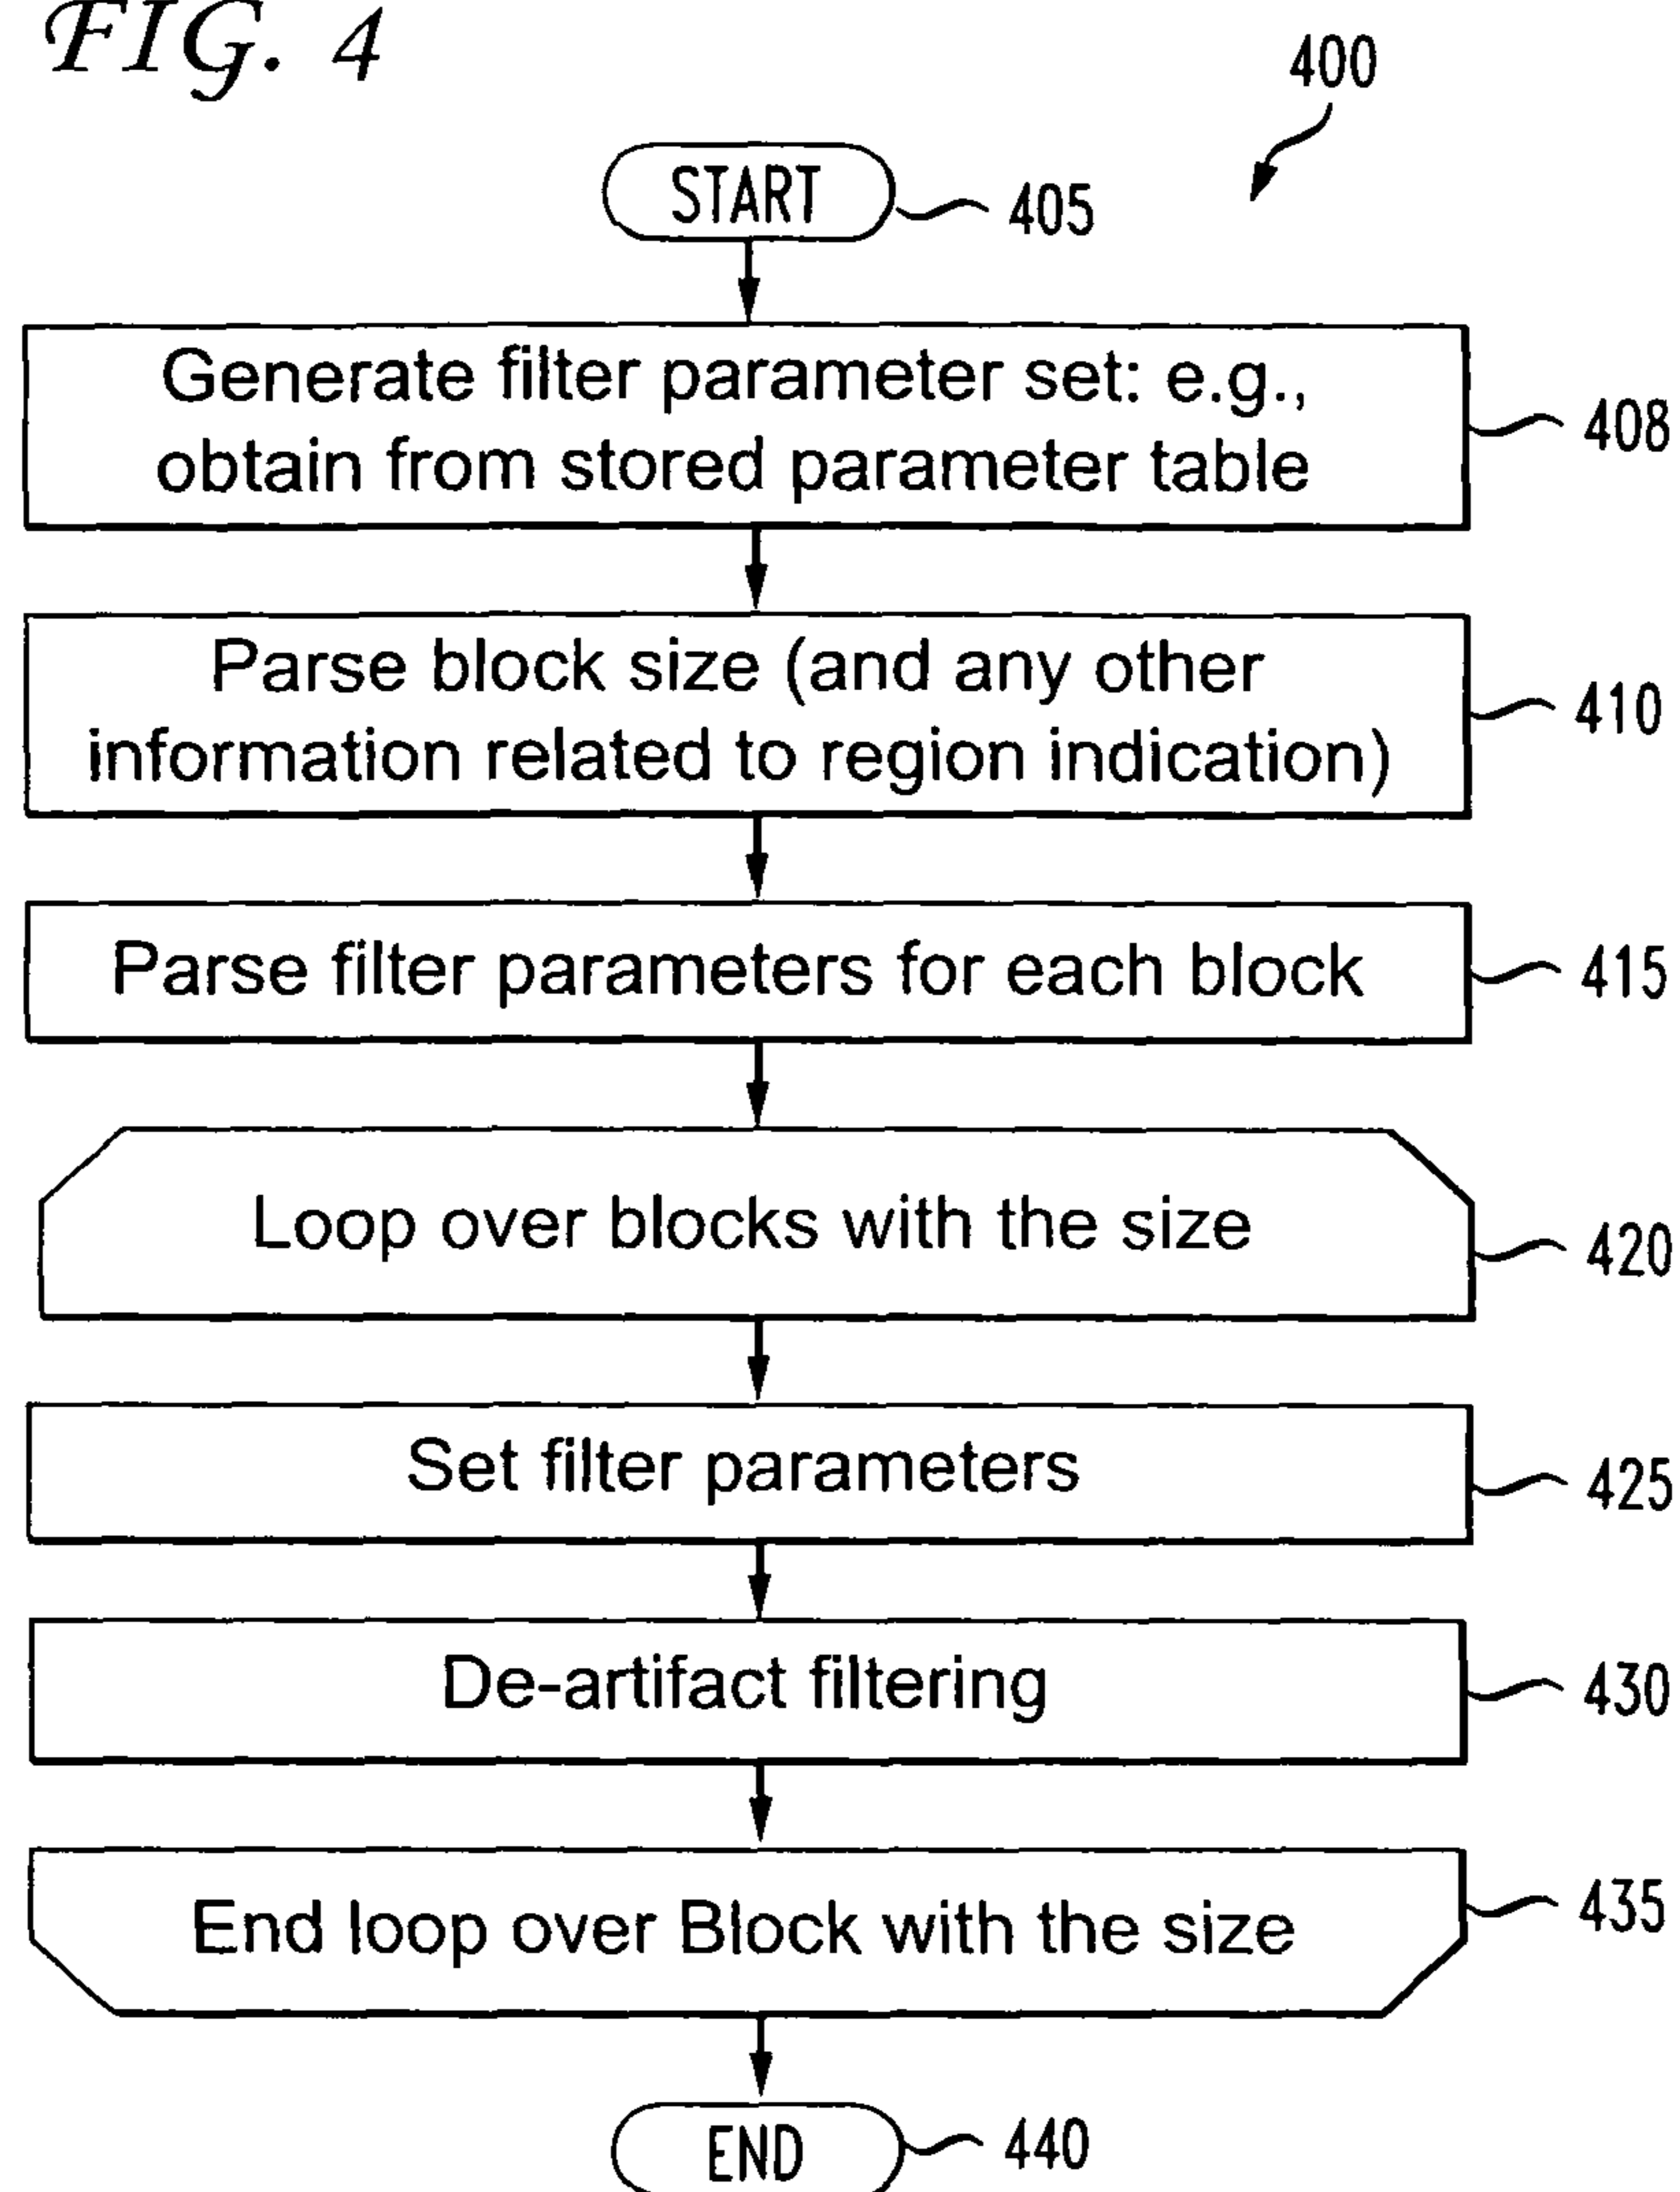 FIG. 4
400
START
405
Generate filter parameter set: e.g.,
obtain from stored parameter table
408
Parse block size (and any other
information related to region indication)
410
Parse filter parameters for each block
415
Loop over blocks with the size
420
Set filter parameters
425
De-artifact filtering
430
End loop over Block with the size
435
END
440